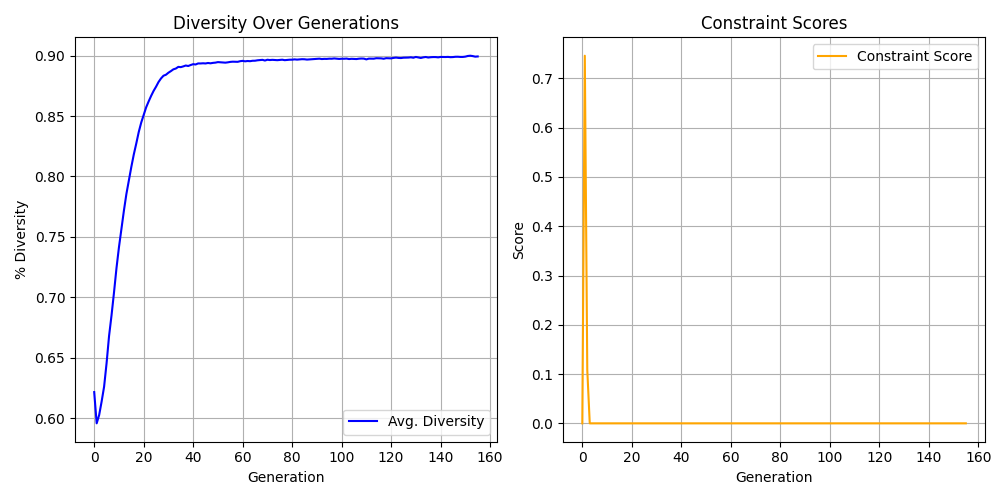 Diversity Over Generations
% Diversity
0.90
0.85
0.80
0.75
0.70
0.65
0.60
Avg. Diversity
0 20 40 60 80 100 120 140 160
Generation
Constraint Scores
Score
0.7
0.6
0.5
0.4
0.3
0.2
0.1
0.0
Constraint Score
0 20 40 60 80 100 120 140 160
Generation